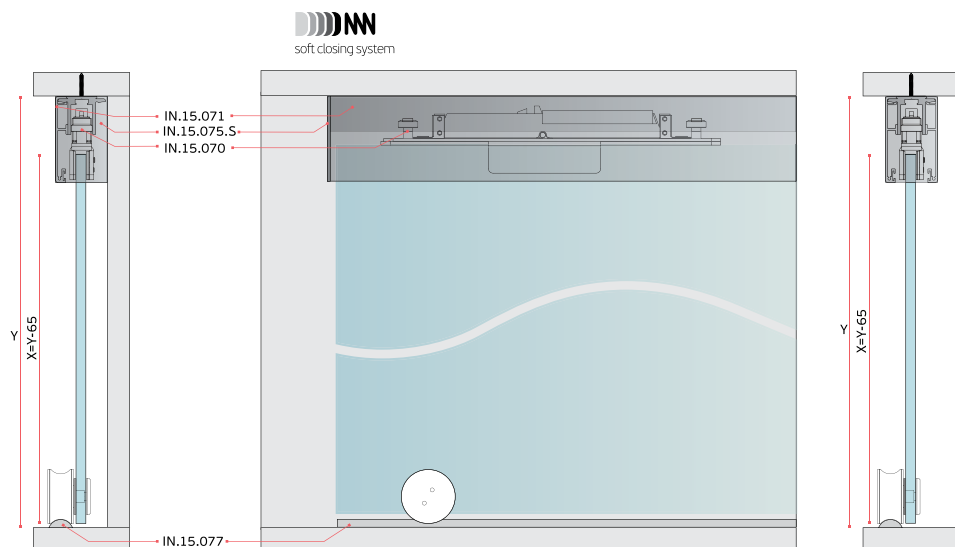 soft closing system
IN.15.071
IN.15.075.S
IN.15.070
Y
X=Y-65
Y
X=Y-65
IN.15.077